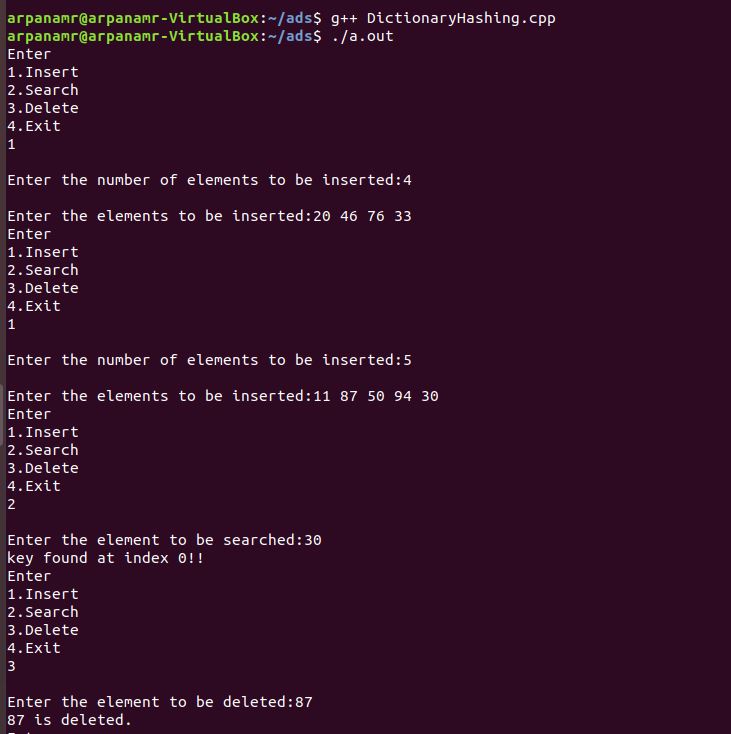 arpanamr@arpanamr-VirtualBox:~/ads$ g++ DictionaryHashing.cpp
arpanamr@arpanamr-VirtualBox:~/ads$ ./a.out
Enter
1.Insert
2.Search
3.Delete
4.Exit
1
Enter the number of elements to be inserted:4
Enter the elements to be inserted:20 46 76 33
Enter
1.Insert
2.Search
3.Delete
4.Exit
1
Enter the number of elements to be inserted:5
Enter the elements to be inserted:11 87 50 94 30
Enter
1.Insert
2.Search
3.Delete
4.Exit
2
Enter the element to be searched:30
key found at index 0!!
Enter
1.Insert
2.Search
3.Delete
4.Exit
3
Enter the element to be deleted:87
87 is deleted.